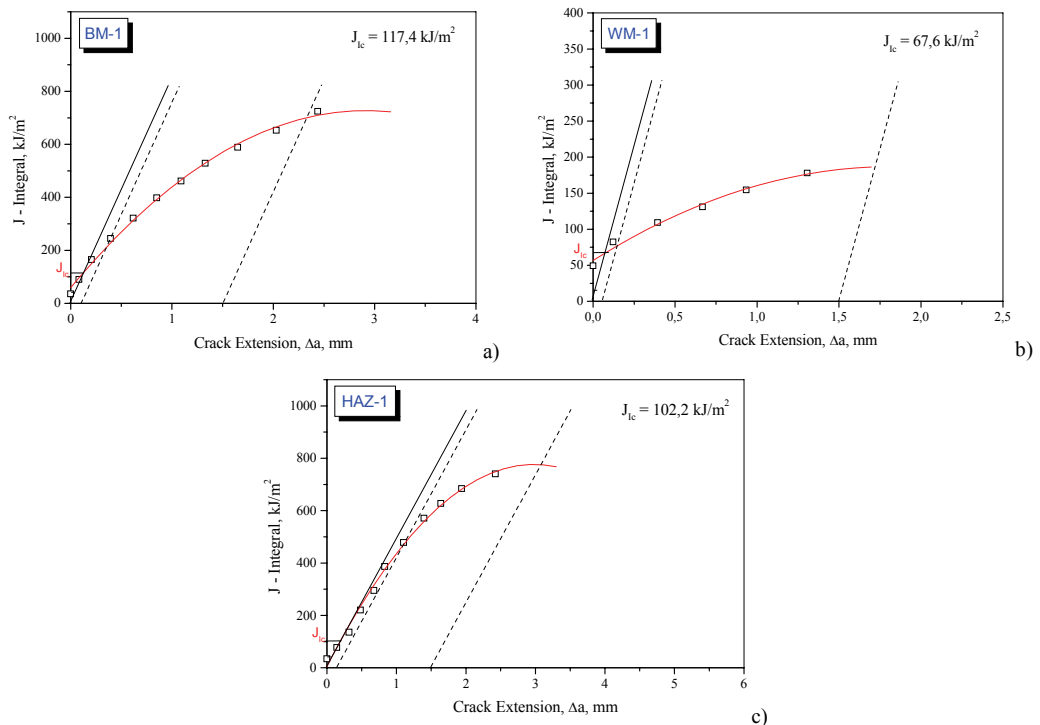 BM-1
J_Ic = 117,4 kJ/m²
J - Integral, kJ/m²
1000
800
600
400
200
0
J_Ic
0 1 2 3 4
Crack Extension, Δa, mm
a)
WM-1
J_Ic = 67,6 kJ/m²
J - Integral, kJ/m²
400
350
300
250
200
150
100
50
0
J_Ic
0,0 0,5 1,0 1,5 2,0 2,5
Crack Extension, Δa, mm
b)
HAZ-1
J_Ic = 102,2 kJ/m²
J - Integral, kJ/m²
1000
800
600
400
200
0
J_Ic
0 1 2 3 4 5 6
Crack Extension, Δa, mm
c)